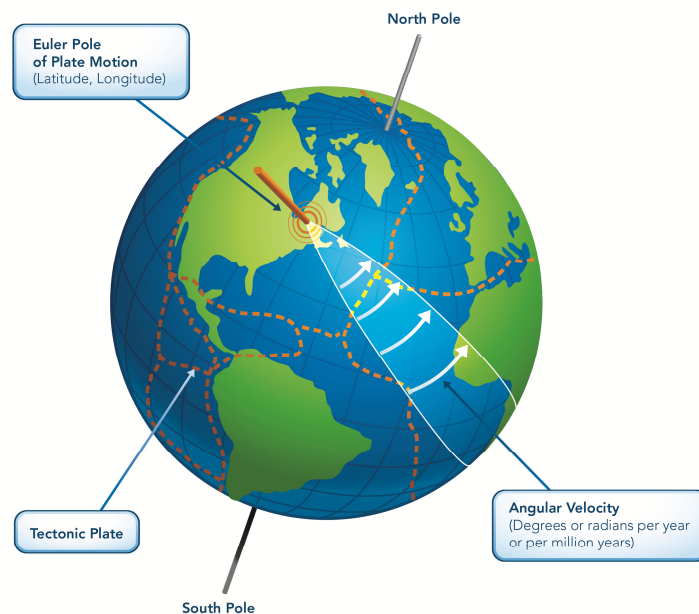 North Pole
Euler Pole
of Plate Motion
(Latitude, Longitude)
Angular Velocity
(Degrees or radians per year
or per million years)
Tectonic Plate
South Pole